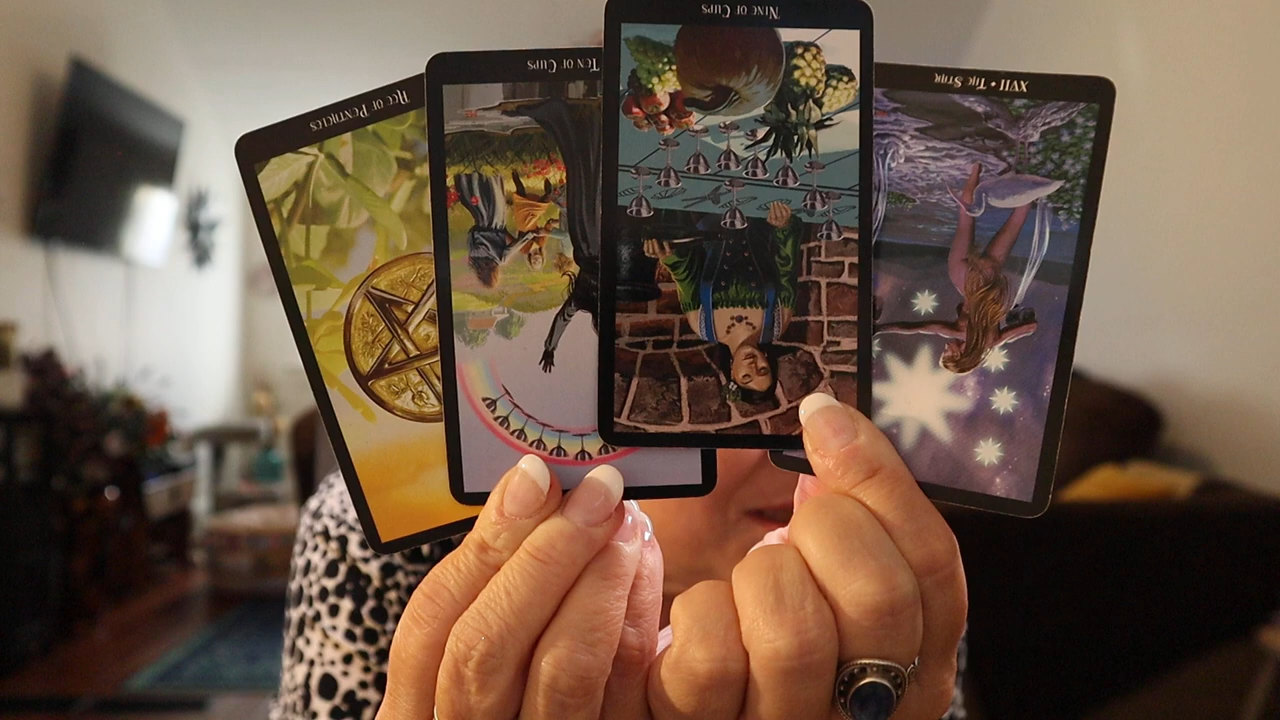 Ace of Pentacles
Ten of Cups
Nine of Cups
XVII • The Star